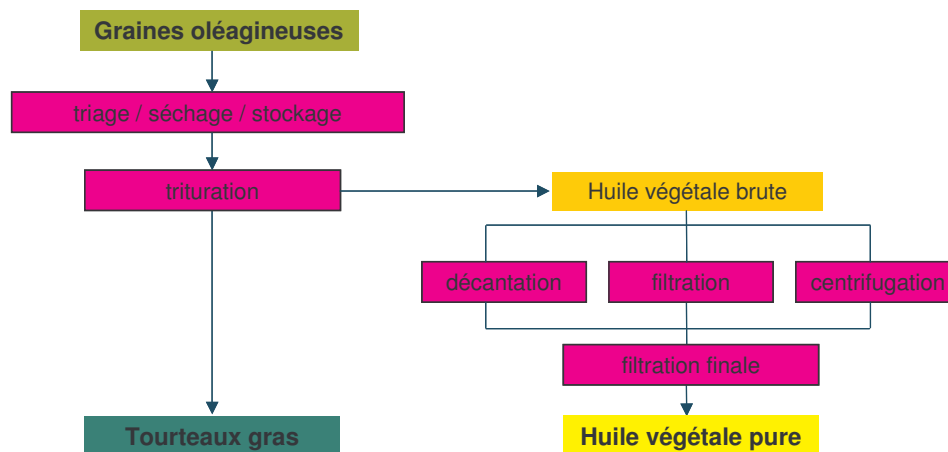 Graines oléagineuses
triage / séchage / stockage
trituration
Huile végétale brute
décantation
filtration
centrifugation
filtration finale
Tourteaux gras
Huile végétale pure